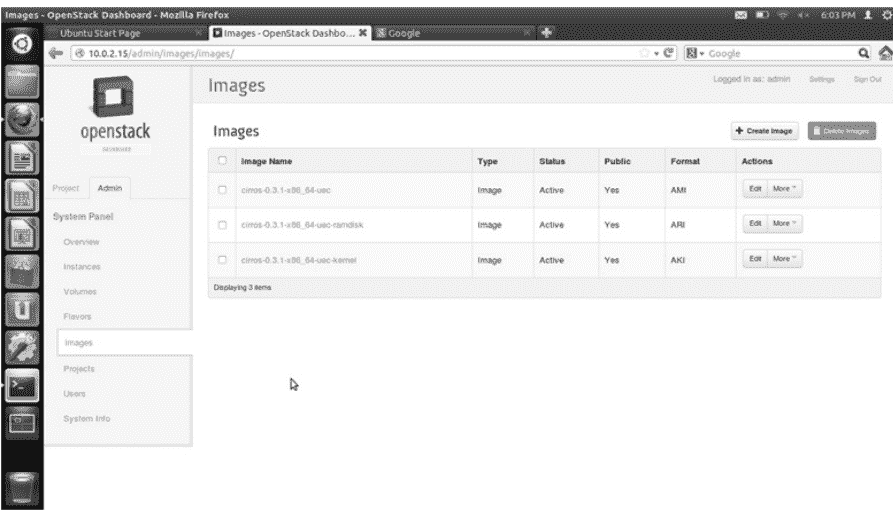 Images - OpenStack Dashboard - Mozilla Firefox 6:03 PM
Ubuntu Start Page Images - OpenStack Dashbo... Google
10.0.2.15/admin/images/images/ Google
openstack
DASHBOARD
Project Admin
System Panel
Overview
Instances
Volumes
Flavors
Images
Projects
Users
System Info
Images Logged in as: admin Settings Sign Out
Images Create Image Delete Images
Image Name Type Status Public Format Actions
cirros-0.3.1-x86_64-uec Image Active Yes AMI Edit More
cirros-0.3.1-x86_64-uec-ramdisk Image Active Yes ARI Edit More
cirros-0.3.1-x86_64-uec-kernel Image Active Yes AKI Edit More
Displaying 3 items